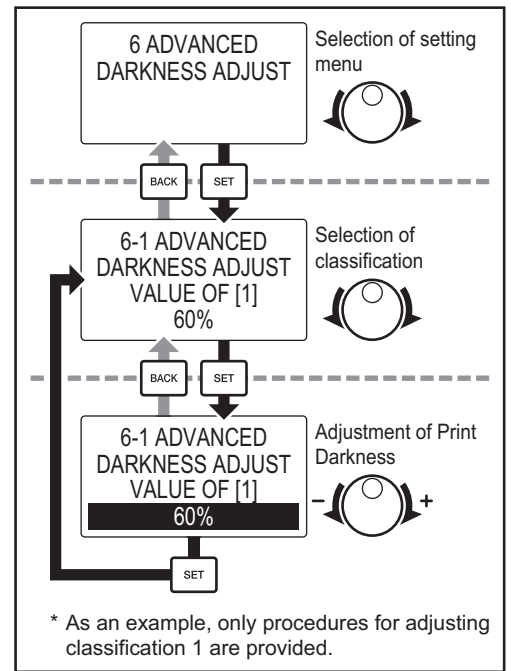 6 ADVANCED
DARKNESS ADJUST
Selection of setting
menu
BACK
SET
6-1 ADVANCED
DARKNESS ADJUST
VALUE OF [1]
60%
Selection of
classification
BACK
SET
6-1 ADVANCED
DARKNESS ADJUST
VALUE OF [1]
60%
Adjustment of Print
Darkness
- +
SET
* As an example, only procedures for adjusting
classification 1 are provided.